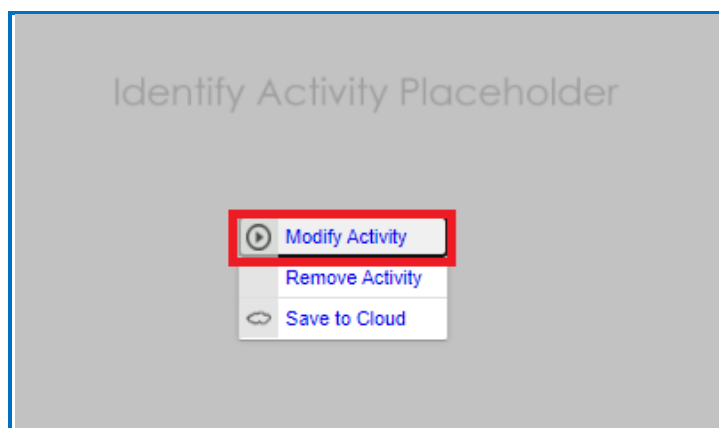 Identify Activity Placeholder
Modify Activity
Remove Activity
Save to Cloud